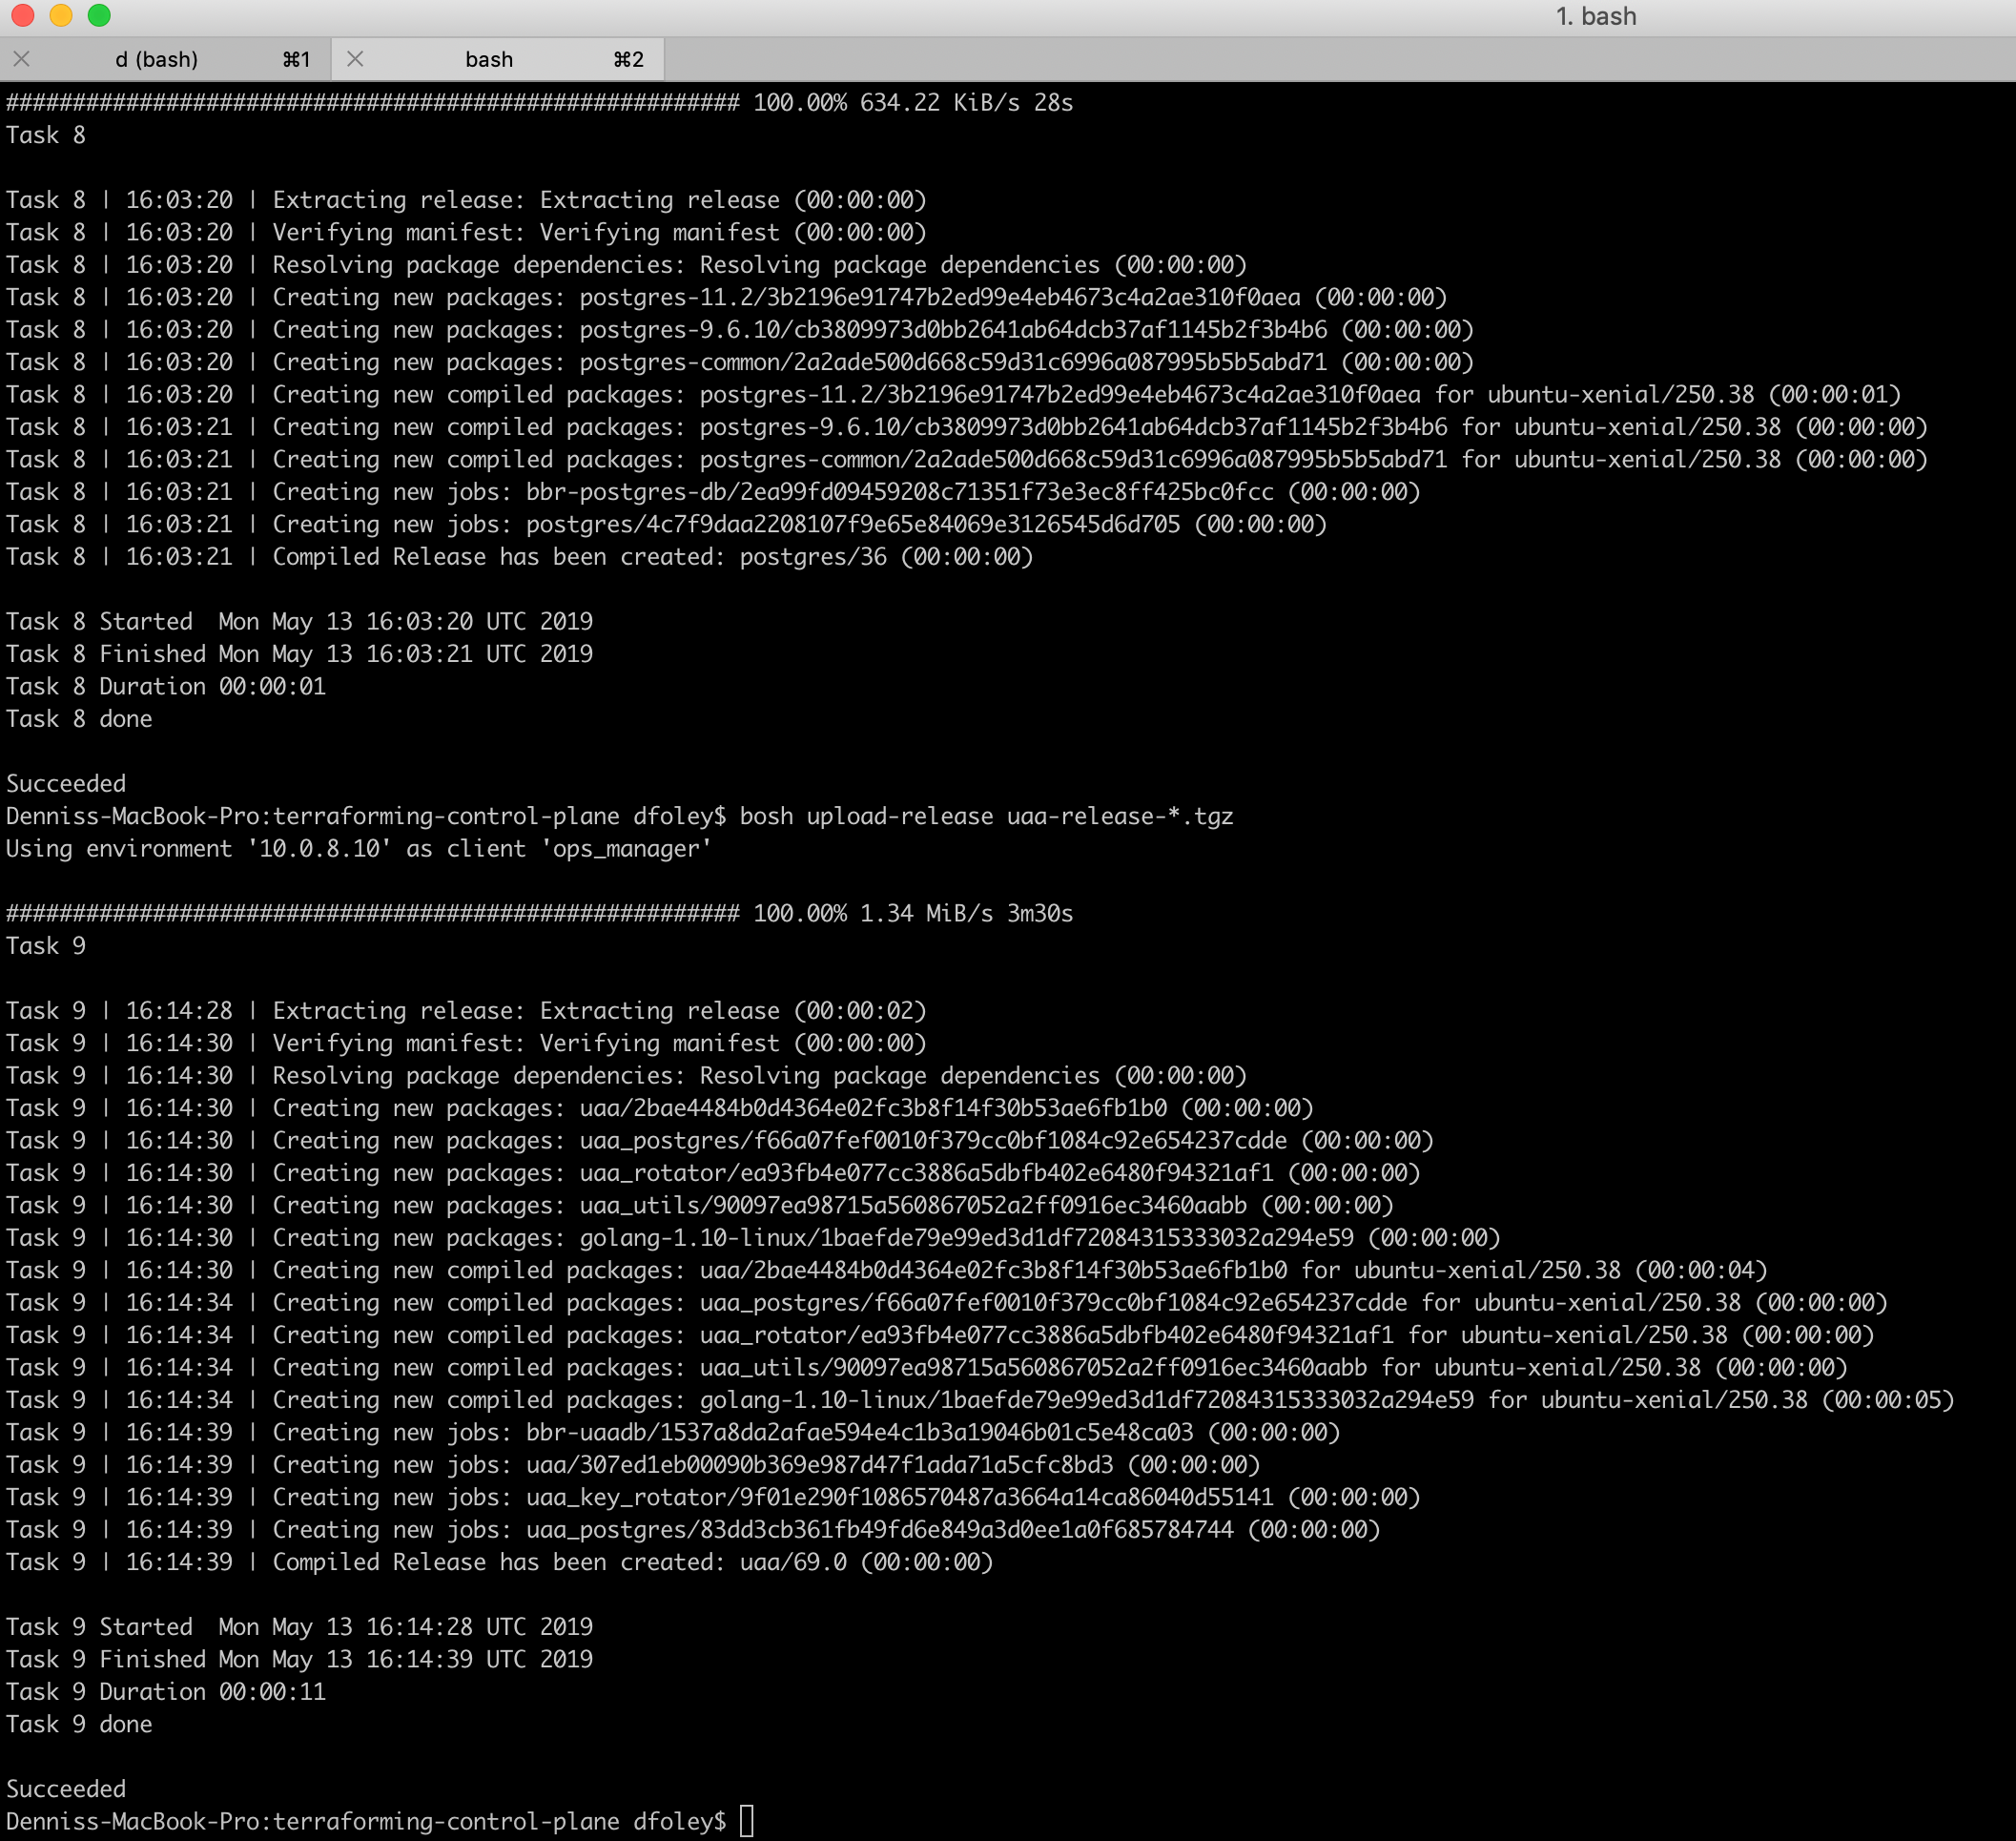 1. bash
d (bash) ⌘1 bash ⌘2
####################################################### 100.00% 634.22 KiB/s 28s
Task 8
Task 8 | 16:03:20 | Extracting release: Extracting release (00:00:00)
Task 8 | 16:03:20 | Verifying manifest: Verifying manifest (00:00:00)
Task 8 | 16:03:20 | Resolving package dependencies: Resolving package dependencies (00:00:00)
Task 8 | 16:03:20 | Creating new packages: postgres-11.2/3b2196e91747b2ed99e4eb4673c4a2ae310f0aea (00:00:00)
Task 8 | 16:03:20 | Creating new packages: postgres-9.6.10/cb3809973d0bb2641ab64dcb37af1145b2f3b4b6 (00:00:00)
Task 8 | 16:03:20 | Creating new packages: postgres-common/2a2ade500d668c59d31c6996a087995b5b5abd71 (00:00:00)
Task 8 | 16:03:20 | Creating new compiled packages: postgres-11.2/3b2196e91747b2ed99e4eb4673c4a2ae310f0aea for ubuntu-xenial/250.38 (00:00:01)
Task 8 | 16:03:21 | Creating new compiled packages: postgres-9.6.10/cb3809973d0bb2641ab64dcb37af1145b2f3b4b6 for ubuntu-xenial/250.38 (00:00:00)
Task 8 | 16:03:21 | Creating new compiled packages: postgres-common/2a2ade500d668c59d31c6996a087995b5b5abd71 for ubuntu-xenial/250.38 (00:00:00)
Task 8 | 16:03:21 | Creating new jobs: bbr-postgres-db/2ea99fd09459208c71351f73e3ec8ff425bc0fcc (00:00:00)
Task 8 | 16:03:21 | Creating new jobs: postgres/4c7f9daa2208107f9e65e84069e3126545d6d705 (00:00:00)
Task 8 | 16:03:21 | Compiled Release has been created: postgres/36 (00:00:00)
Task 8 Started  Mon May 13 16:03:20 UTC 2019
Task 8 Finished Mon May 13 16:03:21 UTC 2019
Task 8 Duration 00:00:01
Task 8 done
Succeeded
Denniss-MacBook-Pro:terraforming-control-plane dfoley$ bosh upload-release uaa-release-*.tgz
Using environment '10.0.8.10' as client 'ops_manager'
####################################################### 100.00% 1.34 MiB/s 3m30s
Task 9
Task 9 | 16:14:28 | Extracting release: Extracting release (00:00:02)
Task 9 | 16:14:30 | Verifying manifest: Verifying manifest (00:00:00)
Task 9 | 16:14:30 | Resolving package dependencies: Resolving package dependencies (00:00:00)
Task 9 | 16:14:30 | Creating new packages: uaa/2bae4484b0d4364e02fc3b8f14f30b53ae6fb1b0 (00:00:00)
Task 9 | 16:14:30 | Creating new packages: uaa_postgres/f66a07fef0010f379cc0bf1084c92e654237cdde (00:00:00)
Task 9 | 16:14:30 | Creating new packages: uaa_rotator/ea93fb4e077cc3886a5dbfb402e6480f94321af1 (00:00:00)
Task 9 | 16:14:30 | Creating new packages: uaa_utils/90097ea98715a560867052a2ff0916ec3460aabb (00:00:00)
Task 9 | 16:14:30 | Creating new packages: golang-1.10-linux/1baefde79e99ed3d1df72084315333032a294e59 (00:00:00)
Task 9 | 16:14:30 | Creating new compiled packages: uaa/2bae4484b0d4364e02fc3b8f14f30b53ae6fb1b0 for ubuntu-xenial/250.38 (00:00:04)
Task 9 | 16:14:34 | Creating new compiled packages: uaa_postgres/f66a07fef0010f379cc0bf1084c92e654237cdde for ubuntu-xenial/250.38 (00:00:00)
Task 9 | 16:14:34 | Creating new compiled packages: uaa_rotator/ea93fb4e077cc3886a5dbfb402e6480f94321af1 for ubuntu-xenial/250.38 (00:00:00)
Task 9 | 16:14:34 | Creating new compiled packages: uaa_utils/90097ea98715a560867052a2ff0916ec3460aabb for ubuntu-xenial/250.38 (00:00:00)
Task 9 | 16:14:34 | Creating new compiled packages: golang-1.10-linux/1baefde79e99ed3d1df72084315333032a294e59 for ubuntu-xenial/250.38 (00:00:05)
Task 9 | 16:14:39 | Creating new jobs: bbr-uaadb/1537a8da2afae594e4c1b3a19046b01c5e48ca03 (00:00:00)
Task 9 | 16:14:39 | Creating new jobs: uaa/307ed1eb00090b369e987d47f1ada71a5cfc8bd3 (00:00:00)
Task 9 | 16:14:39 | Creating new jobs: uaa_key_rotator/9f01e290f1086570487a3664a14ca86040d55141 (00:00:00)
Task 9 | 16:14:39 | Creating new jobs: uaa_postgres/83dd3cb361fb49fd6e849a3d0ee1a0f685784744 (00:00:00)
Task 9 | 16:14:39 | Compiled Release has been created: uaa/69.0 (00:00:00)
Task 9 Started  Mon May 13 16:14:28 UTC 2019
Task 9 Finished Mon May 13 16:14:39 UTC 2019
Task 9 Duration 00:00:11
Task 9 done
Succeeded
Denniss-MacBook-Pro:terraforming-control-plane dfoley$